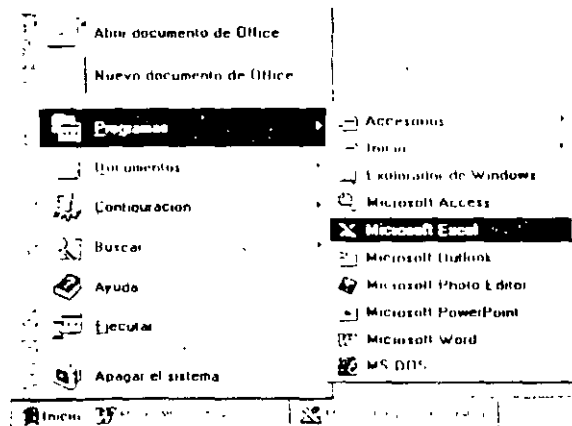 Abrir documento de Office
Nuevo documento de Office
Programas
Documentos
Configuración
Buscar
Ayuda
Ejecutar
Apagar el sistema
Inicio
Accesorios
Inicio
Explorador de Windows
Microsoft Access
Microsoft Excel
Microsoft Outlook
Microsoft Photo Editor
Microsoft PowerPoint
Microsoft Word
MS-DOS